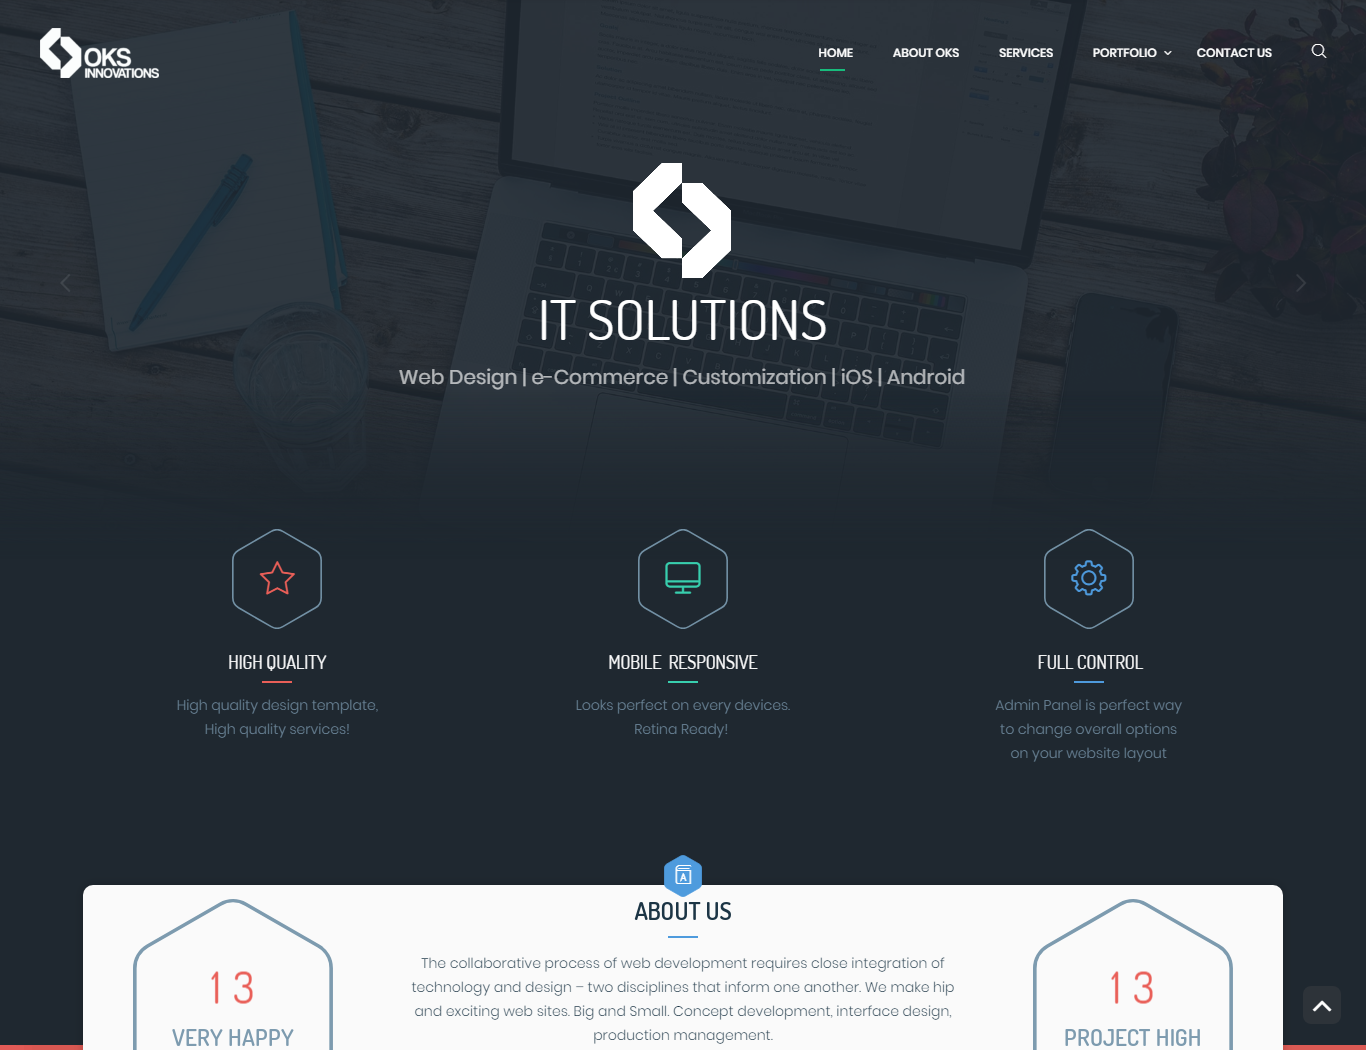 OKS
INNOVATIONS
HOME
ABOUT OKS
SERVICES
PORTFOLIO
CONTACT US
IT SOLUTIONS
Web Design | e-Commerce | Customization | iOS | Android
HIGH QUALITY
High quality design template,
High quality services!
MOBILE RESPONSIVE
Looks perfect on every devices.
Retina Ready!
FULL CONTROL
Admin Panel is perfect way
to change overall options
on your website layout
A
ABOUT US
13
VERY HAPPY
The collaborative process of web development requires close integration of
technology and design – two disciplines that inform one another. We make hip
and exciting web sites. Big and Small. Concept development, interface design,
production management.
13
PROJECT HIGH